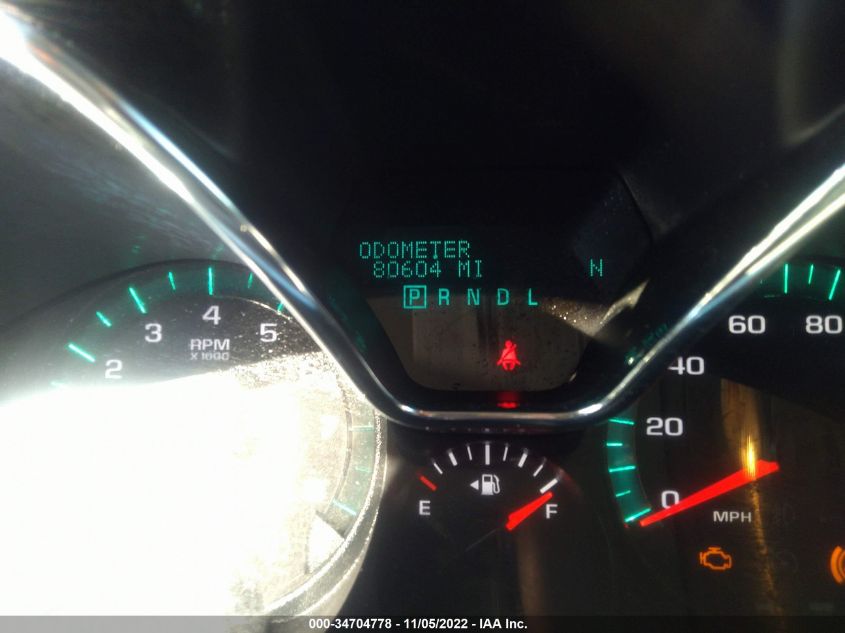 ODOMETER
80604 MI N
P R N D L
2 3 4 5
RPM
X 1000
0 20 40 60 80
MPH
E F
000-34704778 - 11/05/2022 - IAA Inc.